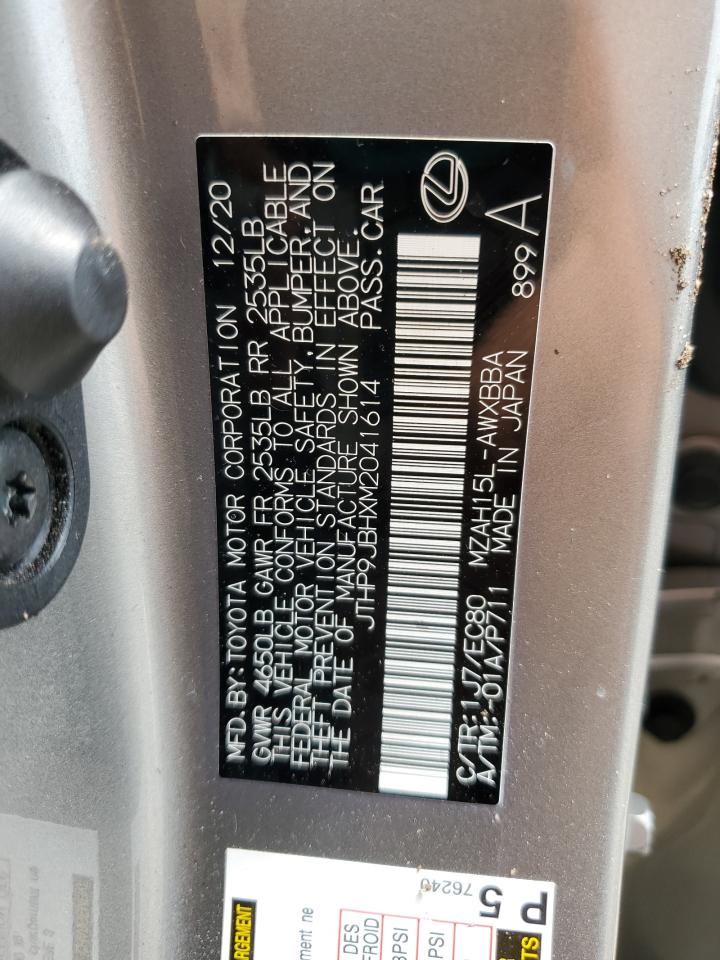 MFD. BY: TOYOTA MOTOR CORPORATION 12/20
GVWR 4650LB GAWR FR 2535LB RR 2535LB
THIS VEHICLE CONFORMS TO ALL APPLICABLE
FEDERAL MOTOR VEHICLE SAFETY, BUMPER, AND
THEFT PREVENTION STANDARDS IN EFFECT ON
THE DATE OF MANUFACTURE SHOWN ABOVE.
JTHP9JBHXM2041614 PASS. CAR
C/TR: 1J7/EC80 MZAH15L-AWXBBA 899 A
A/TM: -01A/P711 MADE IN JAPAN
76240
5
PSI
PSI